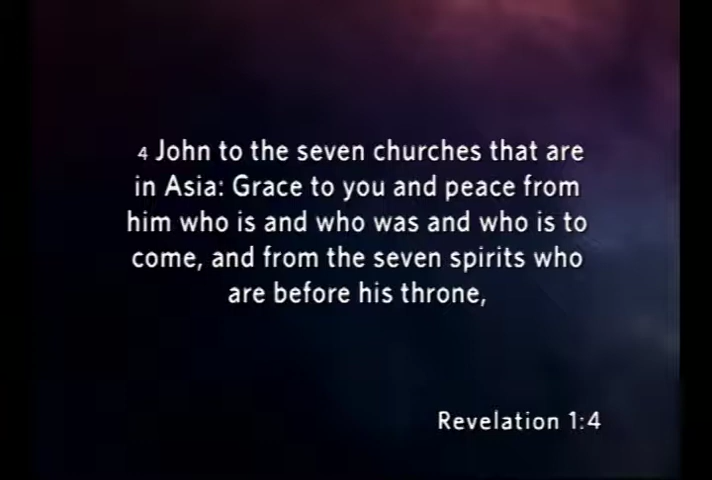 4 John to the seven churches that are
in Asia: Grace to you and peace from
him who is and who was and who is to
come, and from the seven spirits who
are before his throne,
Revelation 1:4